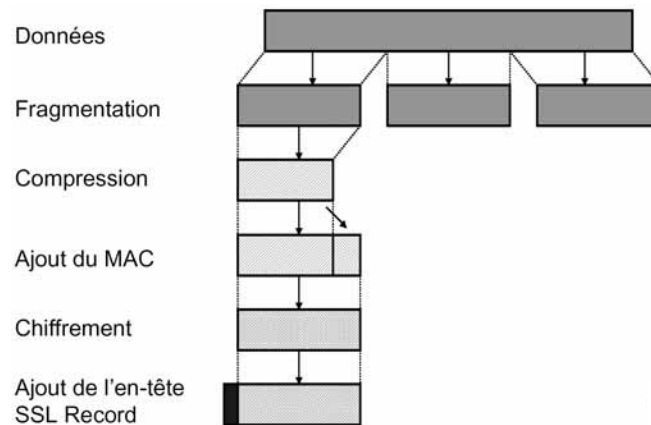 Données
Fragmentation
Compression
Ajout du MAC
Chiffrement
Ajout de l'en-tête
SSL Record